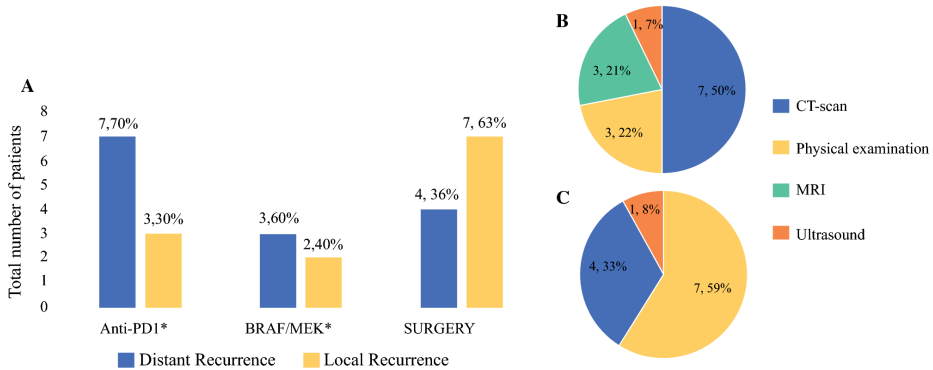 A
Total number of patients
8
7
6
5
4
3
2
1
0
7,70%
3,30%
3,60%
2,40%
4, 36%
7, 63%
Anti-PD1*
BRAF/MEK*
SURGERY
Distant Recurrence
Local Recurrence
B
1, 7%
3, 21%
7, 50%
3, 22%
C
1, 8%
4, 33%
7, 59%
CT-scan
Physical examination
MRI
Ultrasound